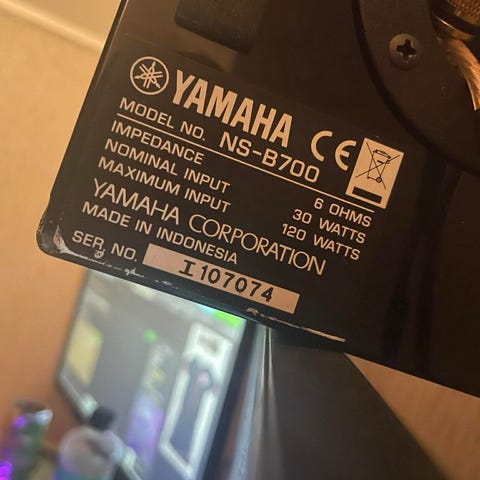 YAMAHA CE
MODEL NO. NS-B700
IMPEDANCE 6 OHMS
NOMINAL INPUT 30 WATTS
MAXIMUM INPUT 120 WATTS
YAMAHA CORPORATION
MADE IN INDONESIA
SER. NO. I107074